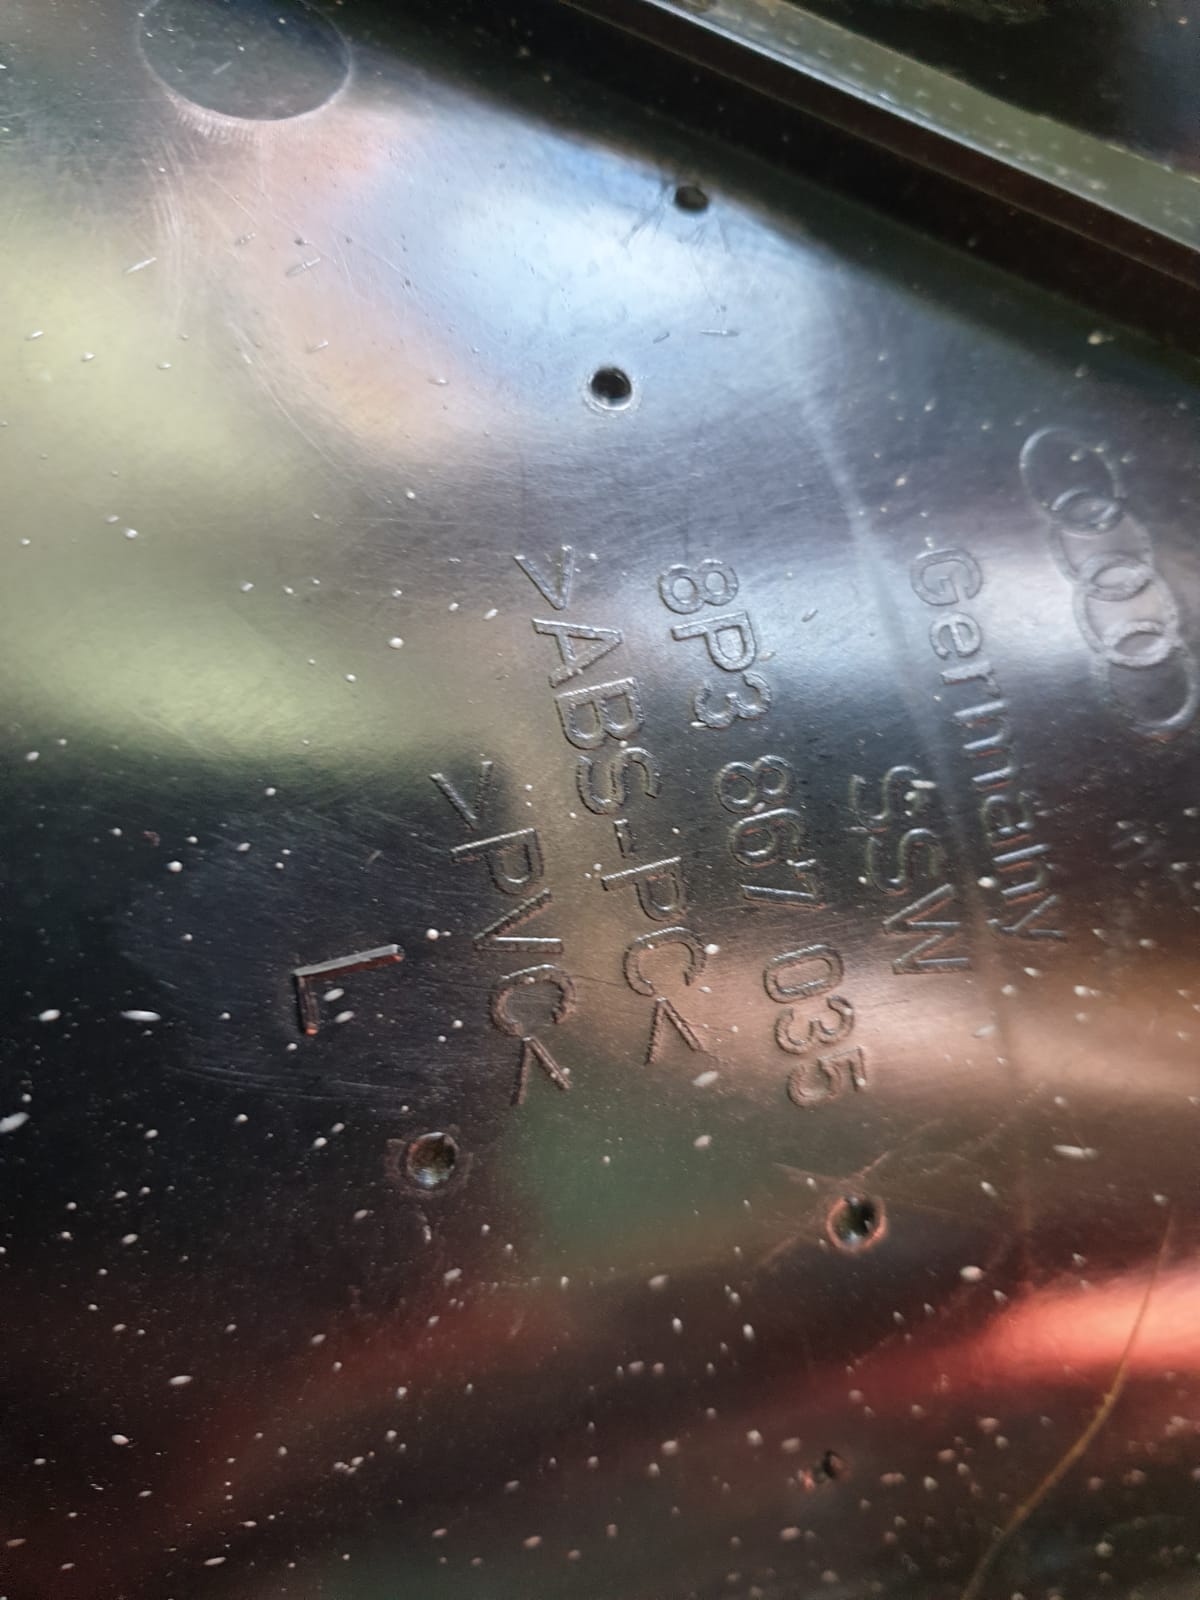 Germany
SSW
8P3 867 035
>ABS-PC<
>PVC<
L